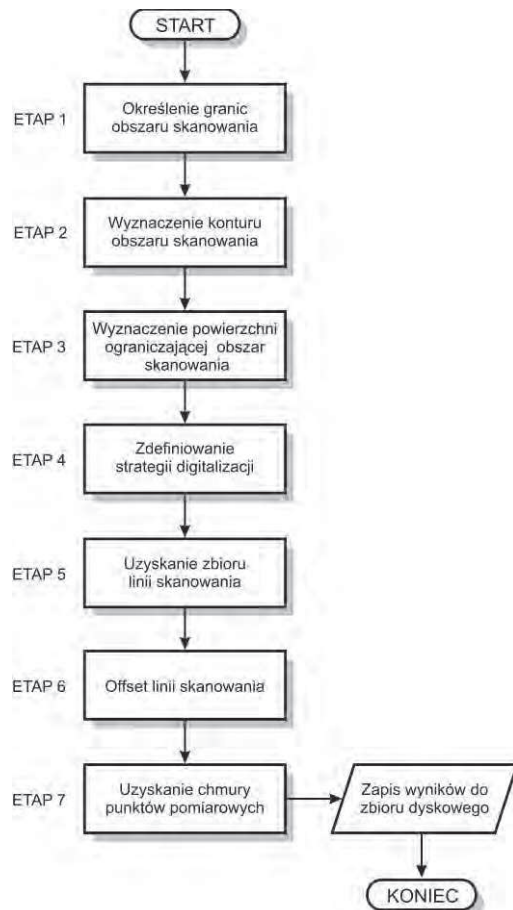 START
ETAP 1
Określenie granic
obszaru skanowania
ETAP 2
Wyznaczenie konturu
obszaru skanowania
ETAP 3
Wyznaczenie powierzchni
ograniczającej obszar
skanowania
ETAP 4
Zdefiniowanie
strategii digitalizacji
ETAP 5
Uzyskanie zbioru
linii skanowania
ETAP 6
Offset linii skanowania
ETAP 7
Uzyskanie chmury
punktów pomiarowych
Zapis wyników do
zbioru dyskowego
KONIEC